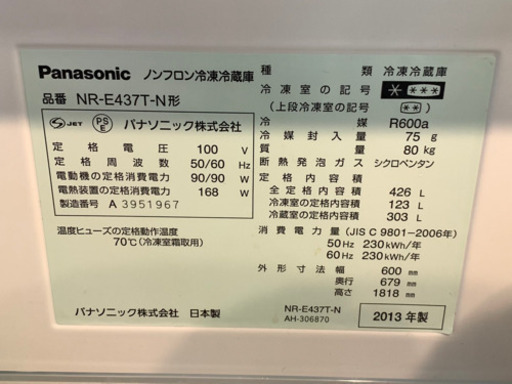 Panasonic ノンフロン冷凍冷蔵庫
品番 NR-E437T-N形
S JET PS E パナソニック株式会社
定格電圧 100 V
定格周波数 50/60 Hz
電動機の定格消費電力 90/90 W
電熱装置の定格消費電力 168 W
製造番号 A 3951967
温度ヒューズの定格動作温度
70℃(冷凍室霜取用)
パナソニック株式会社 日本製
種類 冷凍冷蔵庫
冷凍室の記号 * ***
(上段冷凍室の記号) **
冷媒 R600a
冷媒封入量 75 g
質量 80 kg
断熱発泡ガス シクロペンタン
定格内容積
全定格内容積 426 L
冷凍室の定格内容積 123 L
冷蔵室の定格内容積 303 L
消費電力量(JIS C 9801-2006年)
50 Hz 230 kWh/年
60 Hz 230 kWh/年
外形寸法 幅 600 mm
奥行 679 mm
高さ 1818 mm
NR-E437T-N
AH-306870
2013 年製